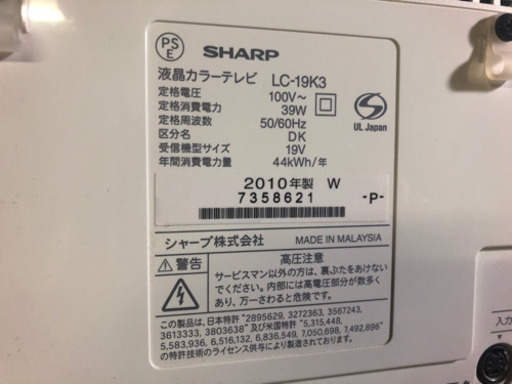 PS
E
SHARP
液晶カラーテレビ LC-19K3
定格電圧 100V～
定格消費電力 39W
定格周波数 50/60Hz
区分名 DK
受信機型サイズ 19V
年間消費電力量 44kWh/年
UL Japan
2010年製 W
7358621 -P-
シャープ株式会社 MADE IN MALAYSIA
⚠警告
高圧注意
サービスマン以外の方は、裏ぶたをあけない
でください。内部には高電圧部分が数多く
あり、万一さわると危険です。
この製品は、日本特許 "2895629, 3272363, 3567243,
3613333, 3803638" 及び米国特許 "5,315,448,
5,583,936, 6,516,132, 6,836,549, 7,050,698, 7,492,896"
の特許技術のライセンス供与により製造されました。
入力